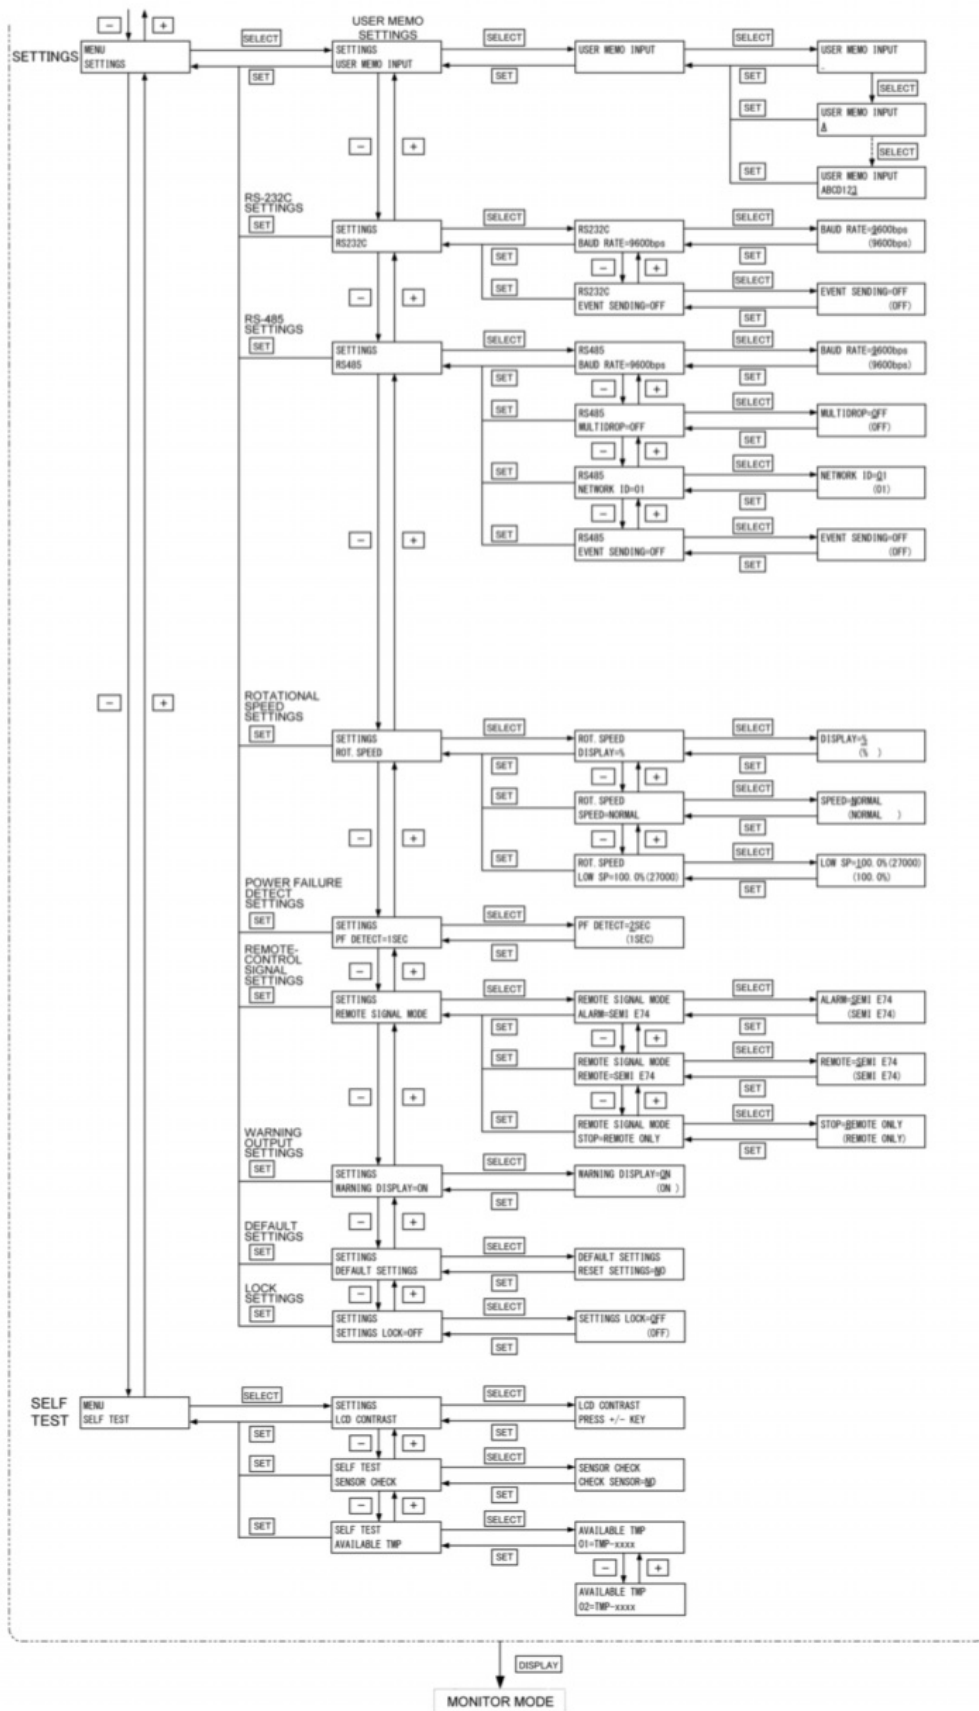 − +
USER MEMO
SETTINGS
SETTINGS
MENU
SETTINGS
SELECT
SET
SETTINGS
USER MEMO INPUT
SELECT
SET
USER MEMO INPUT
SELECT
SET
USER MEMO INPUT
_
SELECT
SET
USER MEMO INPUT
A
SELECT
SET
USER MEMO INPUT
ABCD123
− +
RS-232C
SETTINGS
SET
SETTINGS
RS232C
SELECT
SET
RS232C
BAUD RATE=9600bps
SELECT
SET
BAUD RATE=9600bps
(9600bps)
− +
SET
RS232C
EVENT SENDING=OFF
SELECT
SET
EVENT SENDING=OFF
(OFF)
− +
RS-485
SETTINGS
SET
SETTINGS
RS485
SELECT
SET
RS485
BAUD RATE=9600bps
SELECT
SET
BAUD RATE=9600bps
(9600bps)
− +
SET
RS485
MULTIDROP=OFF
SELECT
SET
MULTIDROP=OFF
(OFF)
− +
SET
RS485
NETWORK ID=01
SELECT
SET
NETWORK ID=01
(01)
− +
SET
RS485
EVENT SENDING=OFF
SELECT
SET
EVENT SENDING=OFF
(OFF)
− +
− +
ROTATIONAL
SPEED
SETTINGS
SET
SETTINGS
ROT. SPEED
SELECT
SET
ROT. SPEED
DISPLAY=%
SELECT
SET
DISPLAY=%
(% )
− +
SET
ROT. SPEED
SPEED=NORMAL
SELECT
SET
SPEED=NORMAL
(NORMAL )
− +
SET
ROT. SPEED
LOW SP=100.0%(27000)
SELECT
SET
LOW SP=100.0%(27000)
(100.0%)
− +
POWER FAILURE
DETECT
SETTINGS
SET
SETTINGS
PF DETECT=1SEC
SELECT
SET
PF DETECT=2SEC
(1SEC)
− +
REMOTE-
CONTROL
SIGNAL
SETTINGS
SET
SETTINGS
REMOTE SIGNAL MODE
SELECT
SET
REMOTE SIGNAL MODE
ALARM=SEMI E74
SELECT
SET
ALARM=SEMI E74
(SEMI E74)
− +
SET
REMOTE SIGNAL MODE
REMOTE=SEMI E74
SELECT
SET
REMOTE=SEMI E74
(SEMI E74)
− +
SET
REMOTE SIGNAL MODE
STOP=REMOTE ONLY
SELECT
SET
STOP=REMOTE ONLY
(REMOTE ONLY)
− +
WARNING
OUTPUT
SETTINGS
SET
SETTINGS
WARNING DISPLAY=ON
SELECT
SET
WARNING DISPLAY=ON
(ON )
− +
DEFAULT
SETTINGS
SET
SETTINGS
DEFAULT SETTINGS
SELECT
SET
DEFAULT SETTINGS
RESET SETTINGS=NO
− +
LOCK
SETTINGS
SET
SETTINGS
SETTINGS LOCK=OFF
SELECT
SET
SETTINGS LOCK=OFF
(OFF)
SELF
TEST
MENU
SELF TEST
SELECT
SET
SETTINGS
LCD CONTRAST
SELECT
SET
LCD CONTRAST
PRESS +/− KEY
− +
SET
SELF TEST
SENSOR CHECK
SELECT
SET
SENSOR CHECK
CHECK SENSOR=NO
− +
SET
SELF TEST
AVAILABLE TMP
SELECT
SET
AVAILABLE TMP
01=TMP-xxxx
− +
AVAILABLE TMP
02=TMP-xxxx
DISPLAY
MONITOR MODE